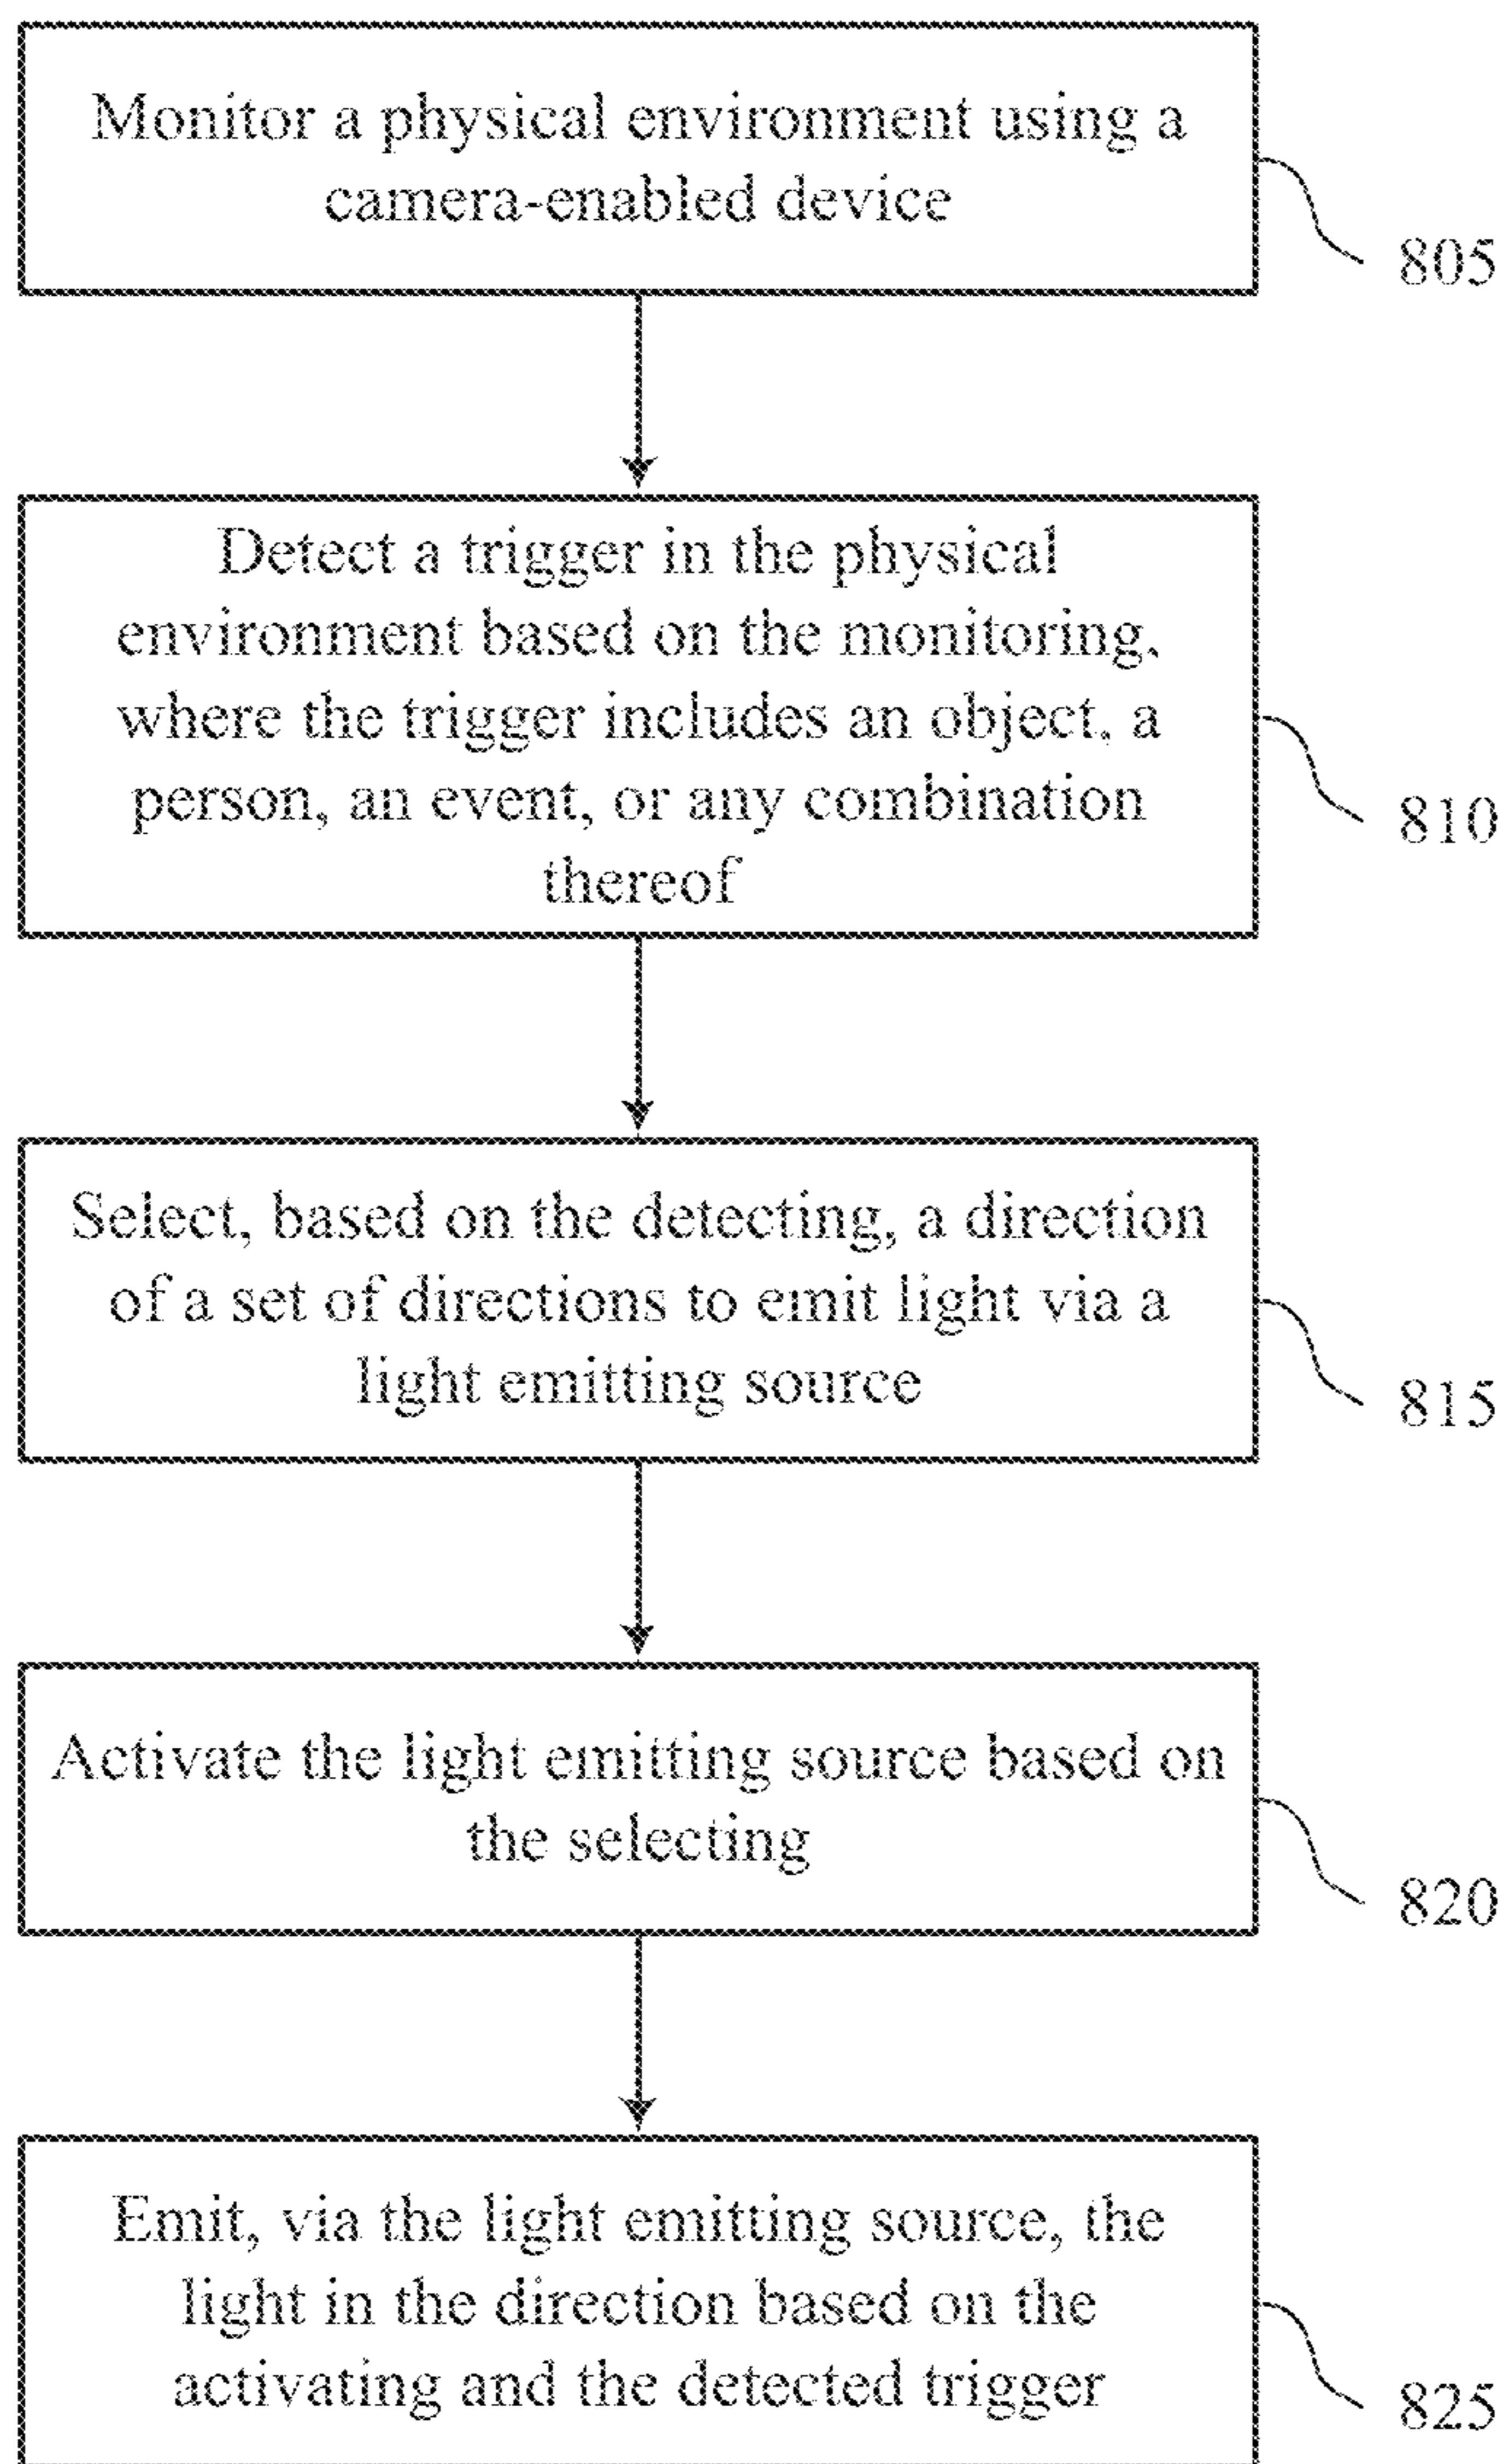 Monitor a physical environment using a
camera-enabled device
805
Detect a trigger in the physical
environment based on the monitoring,
where the trigger includes an object, a
person, an event, or any combination
thereof
810
Select, based on the detecting, a direction
of a set of directions to emit light via a
light emitting source
815
Activate the light emitting source based on
the selecting
820
Emit, via the light emitting source, the
light in the direction based on the
activating and the detected trigger
825